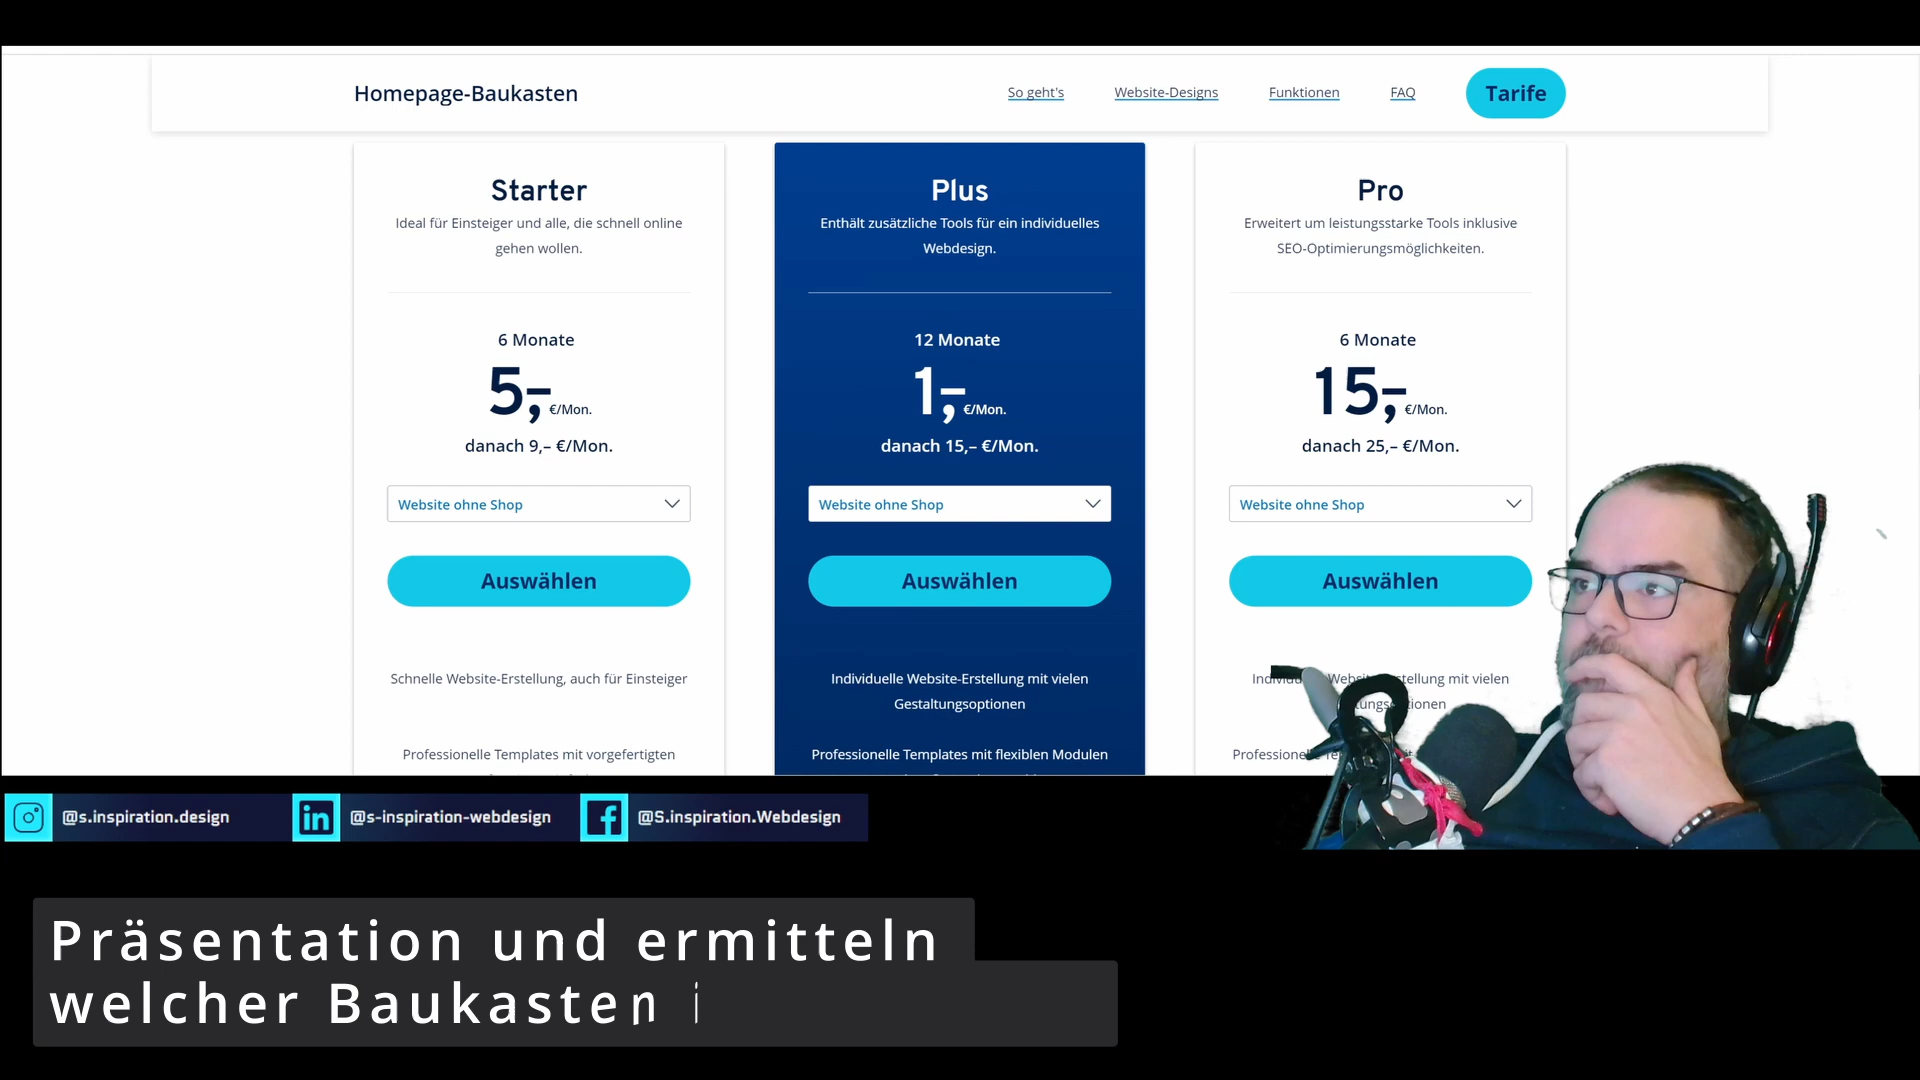 Homepage-Baukasten
So geht's
Website-Designs
Funktionen
FAQ
Tarife
Starter
Ideal für Einsteiger und alle, die schnell online
gehen wollen.
6 Monate
5,– €/Mon.
danach 9,– €/Mon.
Website ohne Shop
Auswählen
Schnelle Website-Erstellung, auch für Einsteiger
Professionelle Templates mit vorgefertigten
Plus
Enthält zusätzliche Tools für ein individuelles
Webdesign.
12 Monate
1,– €/Mon.
danach 15,– €/Mon.
Website ohne Shop
Auswählen
Individuelle Website-Erstellung mit vielen
Gestaltungsoptionen
Professionelle Templates mit flexiblen Modulen
Pro
Erweitert um leistungsstarke Tools inklusive
SEO-Optimierungsmöglichkeiten.
6 Monate
15,– €/Mon.
danach 25,– €/Mon.
Website ohne Shop
Auswählen
mit vielen
@s.inspiration.design
@s-inspiration-webdesign
@S.inspiration.Webdesign
Präsentation und ermitteln
welcher Baukasten i